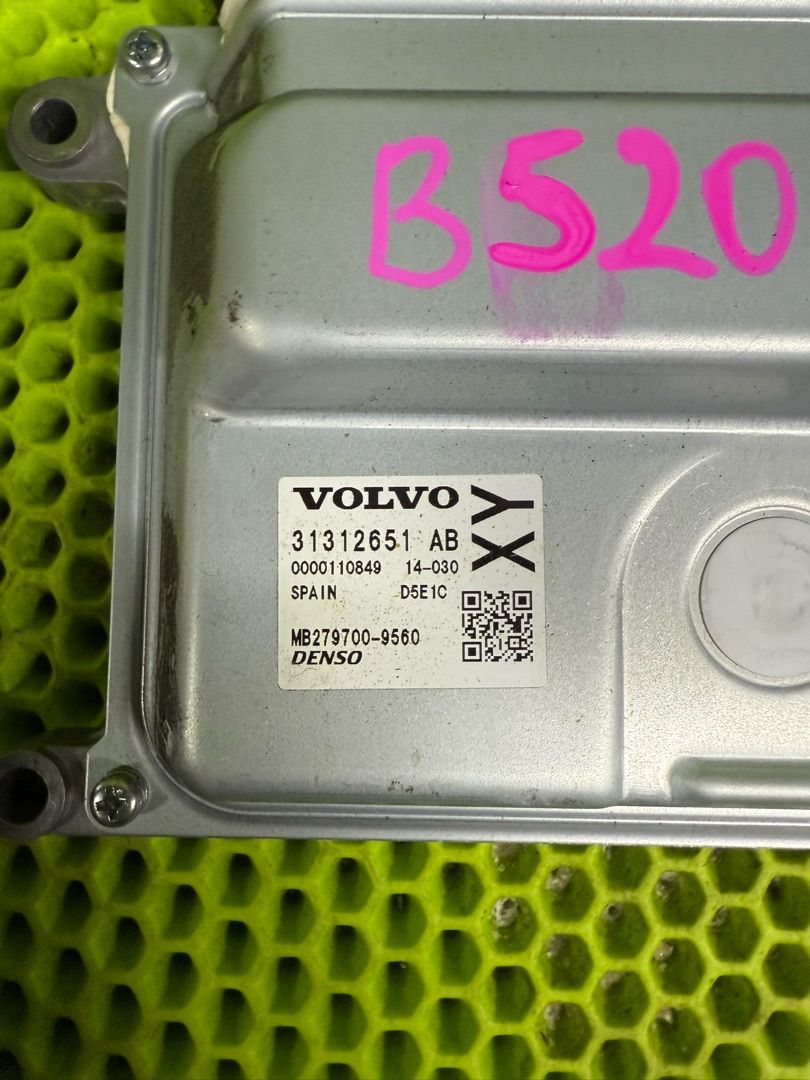 B520
VOLVO
XY
31312651 AB
0000110849 14-030
SPAIN D5E1C
MB279700-9560
DENSO